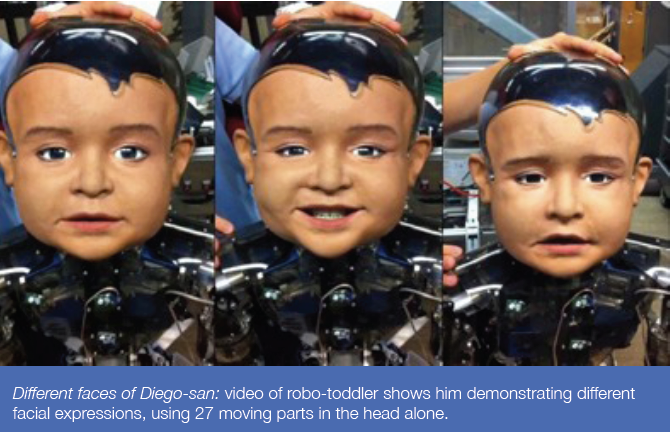 Different faces of Diego-san: video of robo-toddler shows him demonstrating different
facial expressions, using 27 moving parts in the head alone.